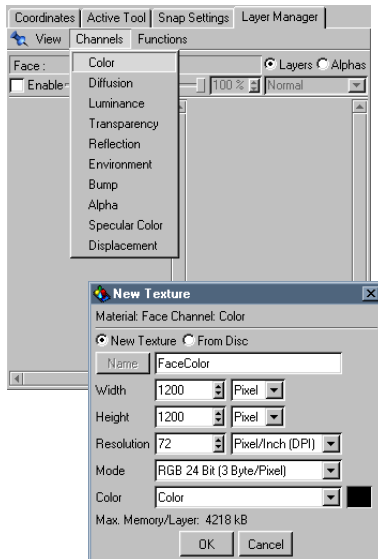 Coordinates Active Tool Snap Settings Layer Manager
View Channels Functions
Face : Layers Alphas
Enable 100 % Normal
Color
Diffusion
Luminance
Transparency
Reflection
Environment
Bump
Alpha
Specular Color
Displacement
New Texture
Material: Face Channel: Color
New Texture From Disc
Name FaceColor
Width 1200 Pixel
Height 1200 Pixel
Resolution 72 Pixel/Inch (DPI)
Mode RGB 24 Bit (3 Byte/Pixel)
Color Color
Max. Memory/Layer: 4218 kB
OK Cancel